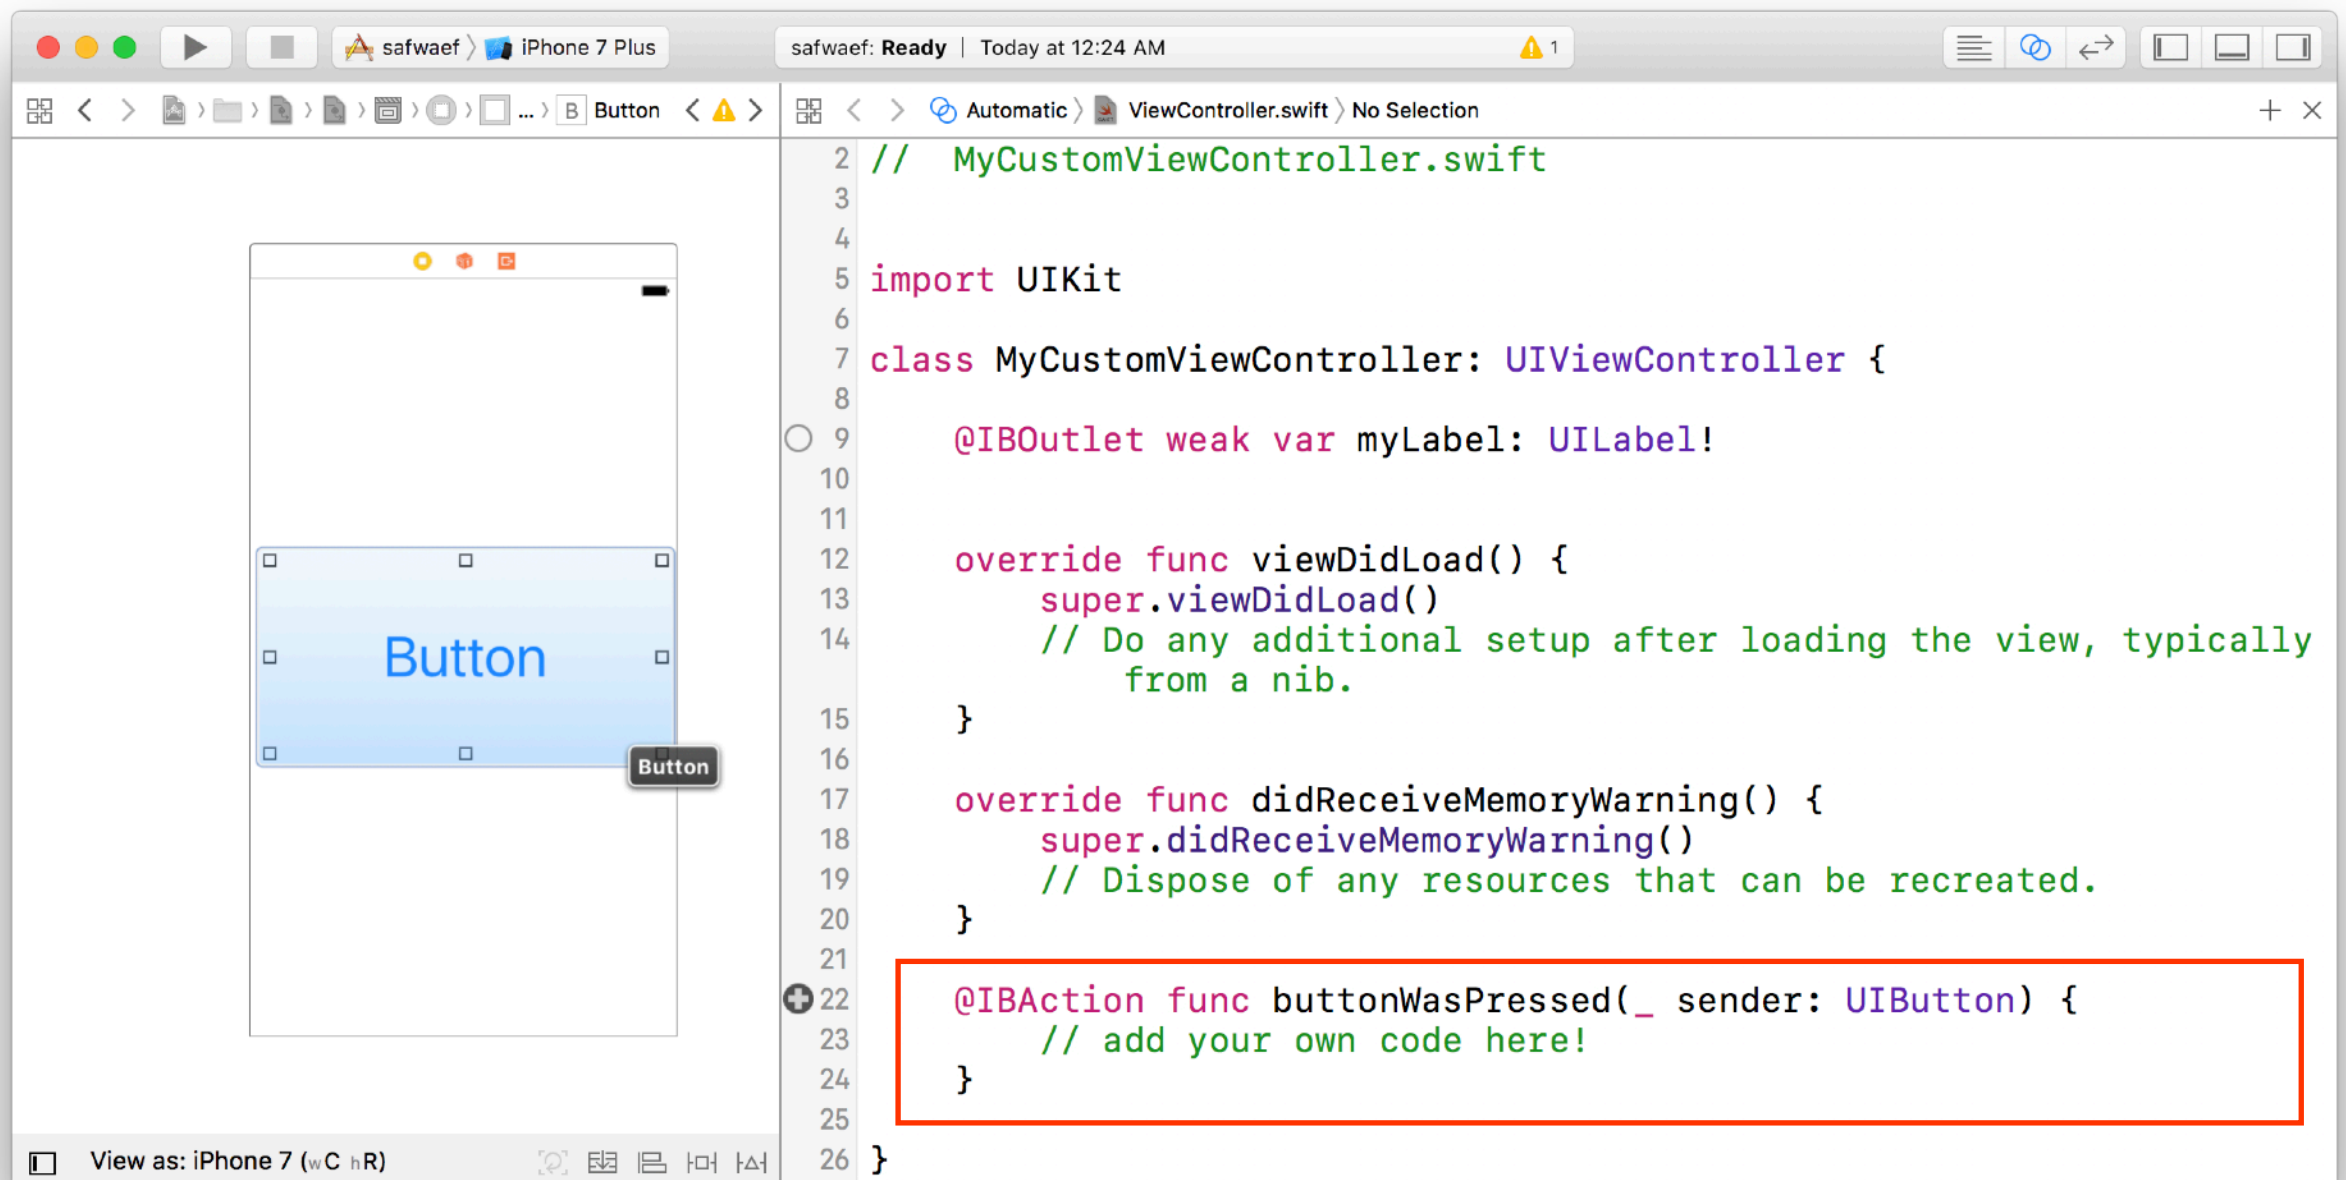 safwaef 〉 iPhone 7 Plus
safwaef: Ready | Today at 12:24 AM
1
... 〉 B Button
Automatic 〉 ViewController.swift 〉 No Selection
Button
Button
View as: iPhone 7 (wC hR)
2 //  MyCustomViewController.swift
3
4
5 import UIKit
6
7 class MyCustomViewController: UIViewController {
8
9     @IBOutlet weak var myLabel: UILabel!
10
11
12     override func viewDidLoad() {
13         super.viewDidLoad()
14         // Do any additional setup after loading the view, typically
from a nib.
15     }
16
17     override func didReceiveMemoryWarning() {
18         super.didReceiveMemoryWarning()
19         // Dispose of any resources that can be recreated.
20     }
21
22     @IBAction func buttonWasPressed(_ sender: UIButton) {
23         // add your own code here!
24     }
25
26 }